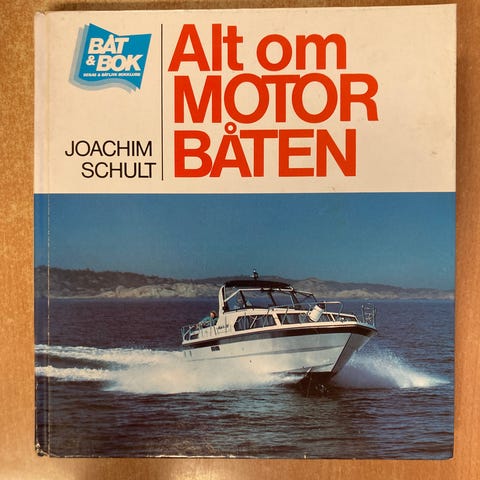 BÅT
& BOK
Alt om
MOTOR
BÅTEN
JOACHIM
SCHULT